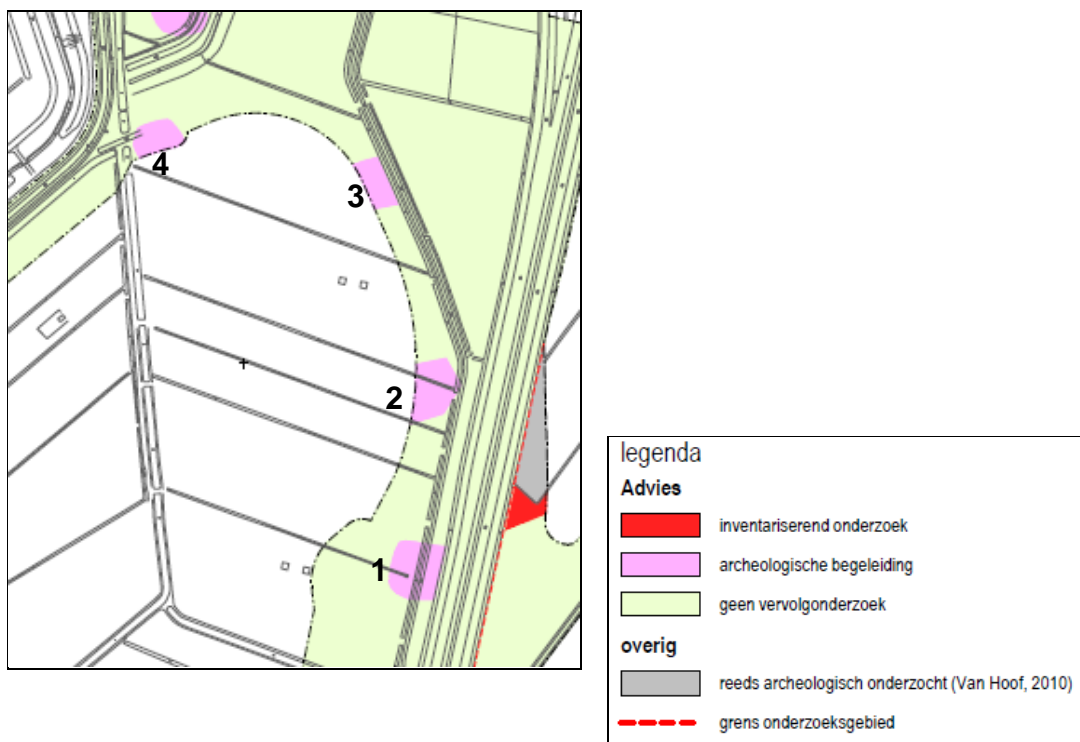 4
3
2
1
legenda
Advies
inventariserend onderzoek
archeologische begeleiding
geen vervolgonderzoek
overig
reeds archeologisch onderzocht (Van Hoof, 2010)
grens onderzoeksgebied